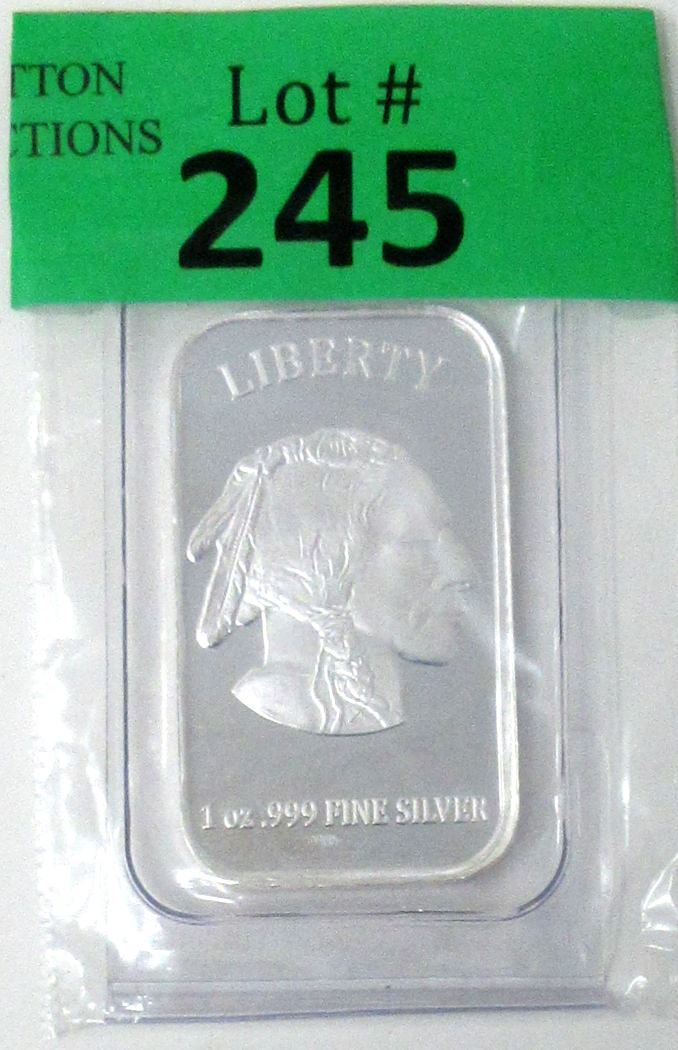 TTON
CTIONS
Lot #
245
LIBERTY
1 oz .999 FINE SILVER